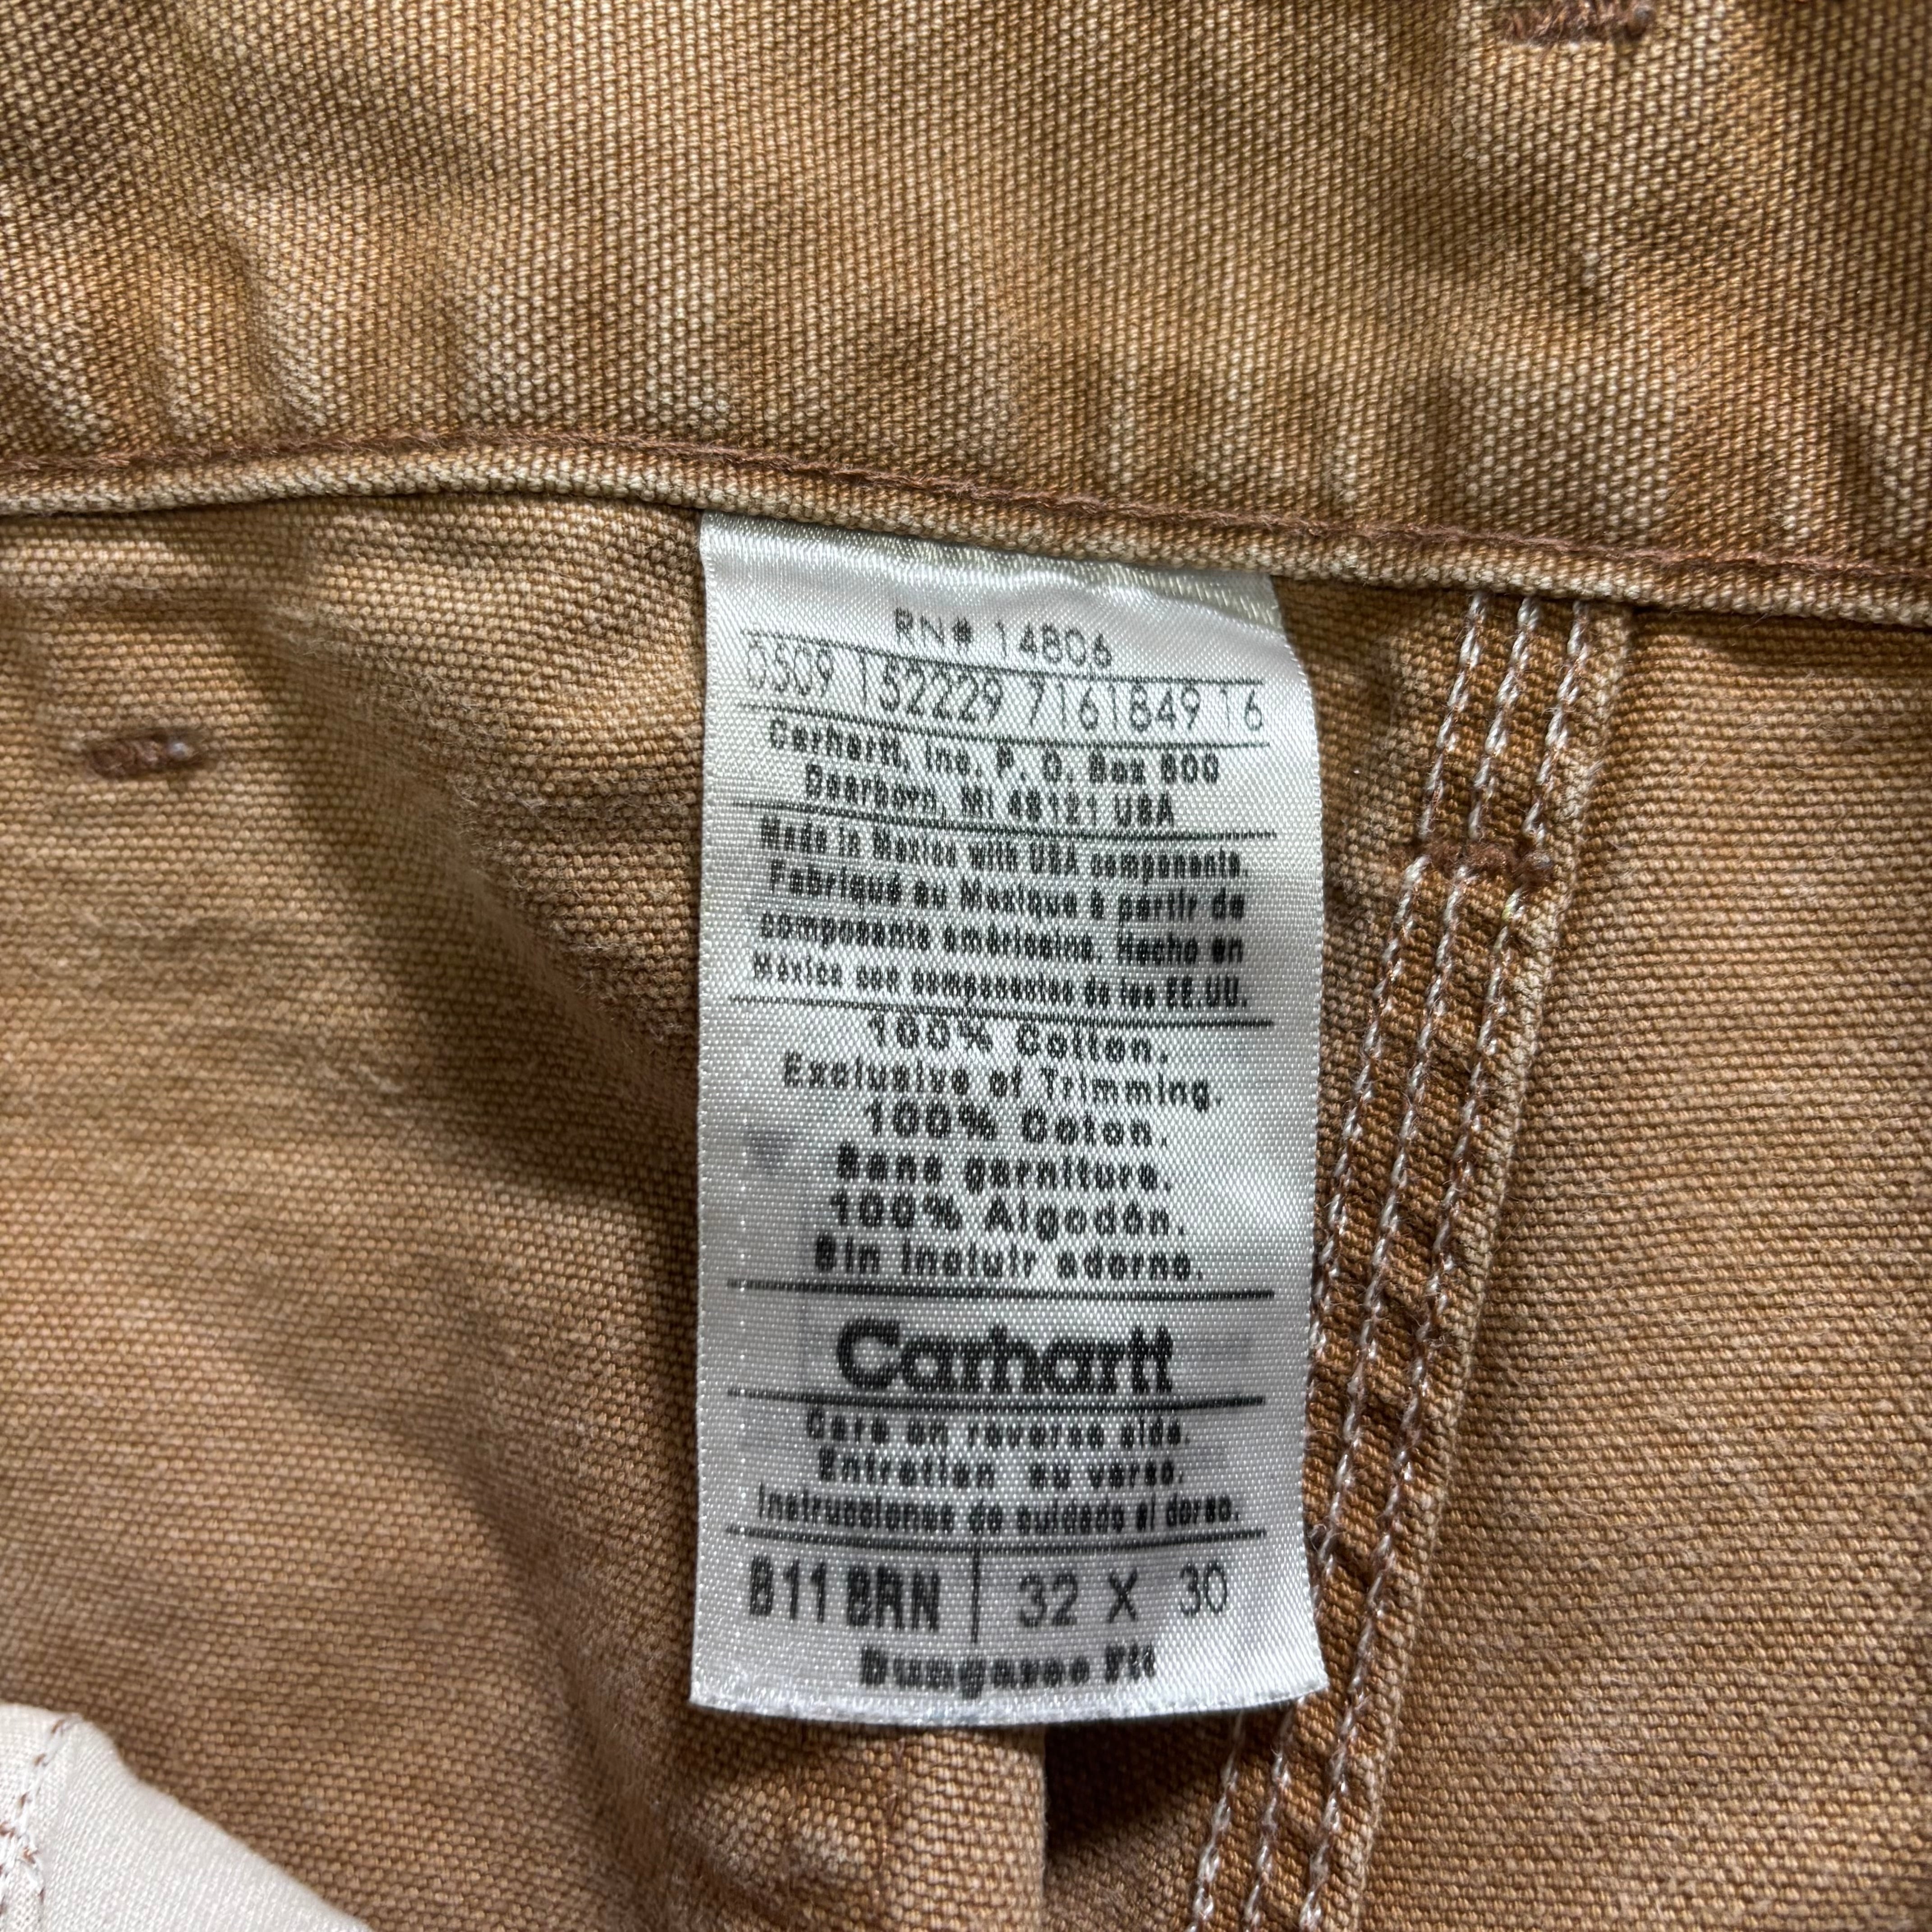 RN# 14806
0509 152229 7161849 16
Carhartt, Inc. P. O. Box 600
Dearborn, MI 48121 USA
Made in Mexico with USA components.
Fabriqué au Mexique à partir de
composants américains. Hecho en
México con componentes de los EE.UU.
100% Cotton.
Exclusive of Trimming.
100% Coton.
Sans garniture.
100% Algodón.
Sin incluir adorno.
Carhartt
Care on reverse side.
Entretien au verso.
Instrucciones de cuidado al dorso.
B11 BRN | 32 X 30
Dungaree Fit